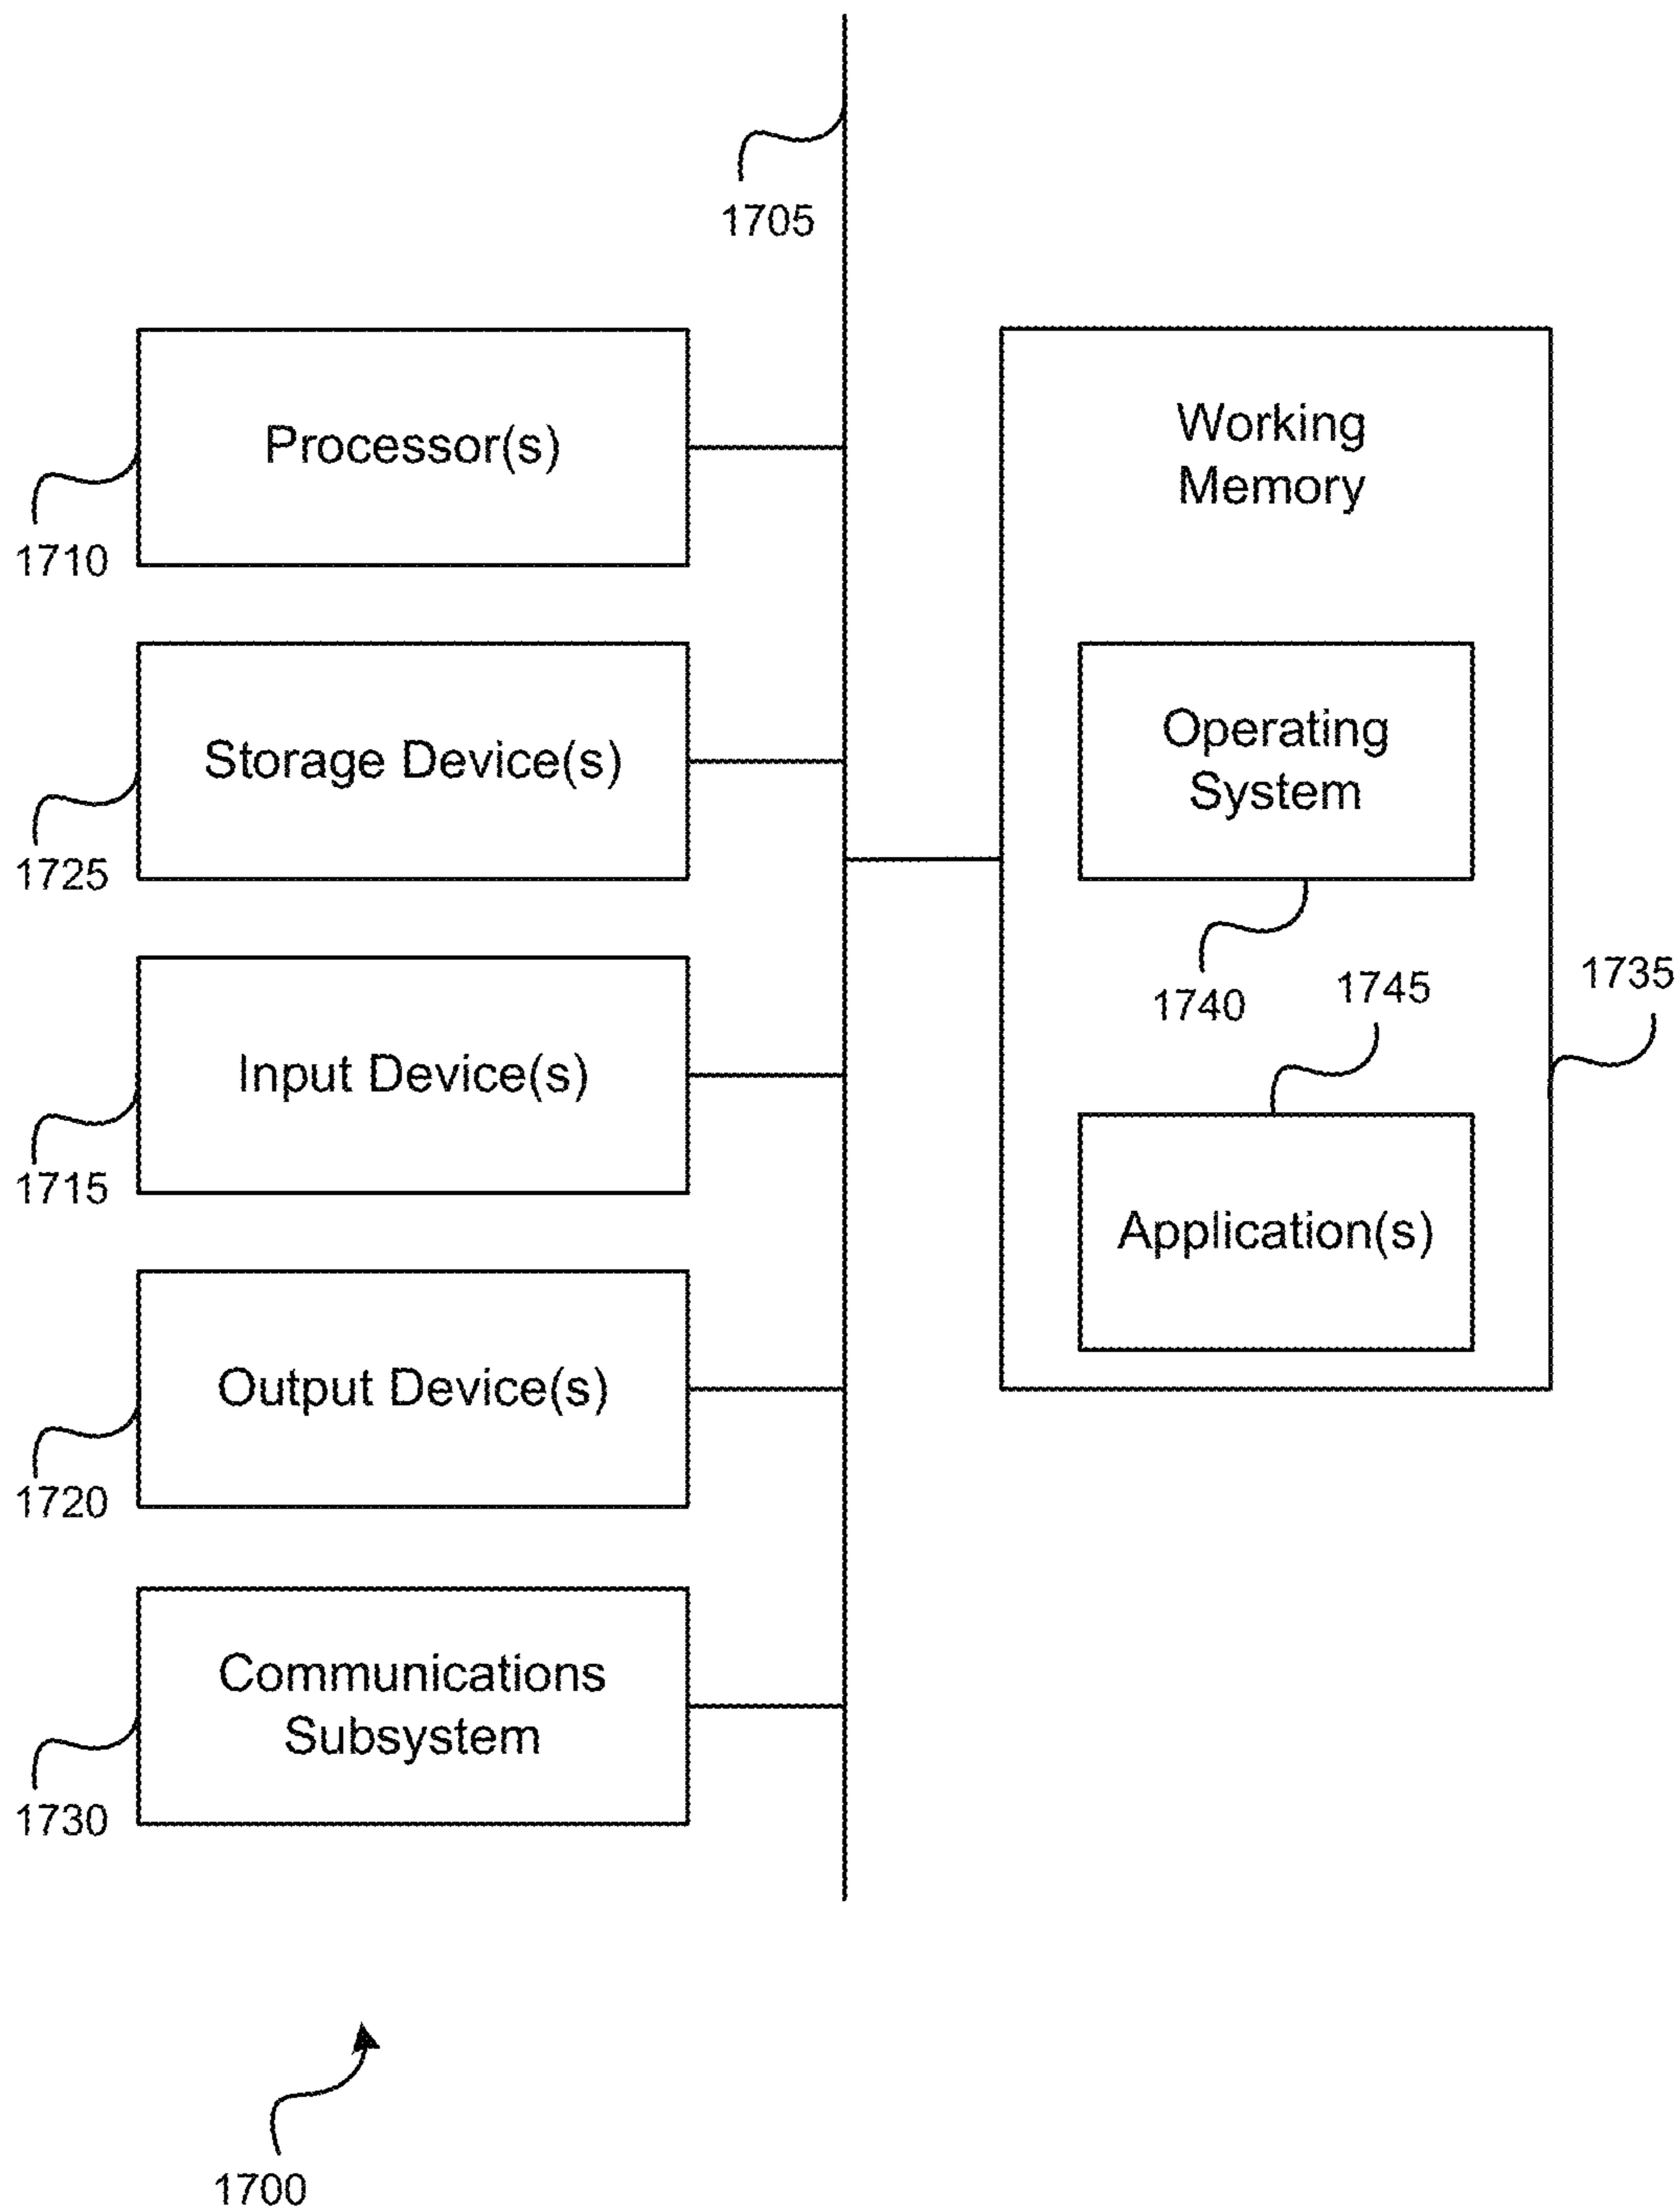 1705
Processor(s)
1710
Storage Device(s)
1725
Input Device(s)
1715
Output Device(s)
1720
Communications
Subsystem
1730
Working
Memory
Operating
System
1740
1745
1735
Application(s)
1700